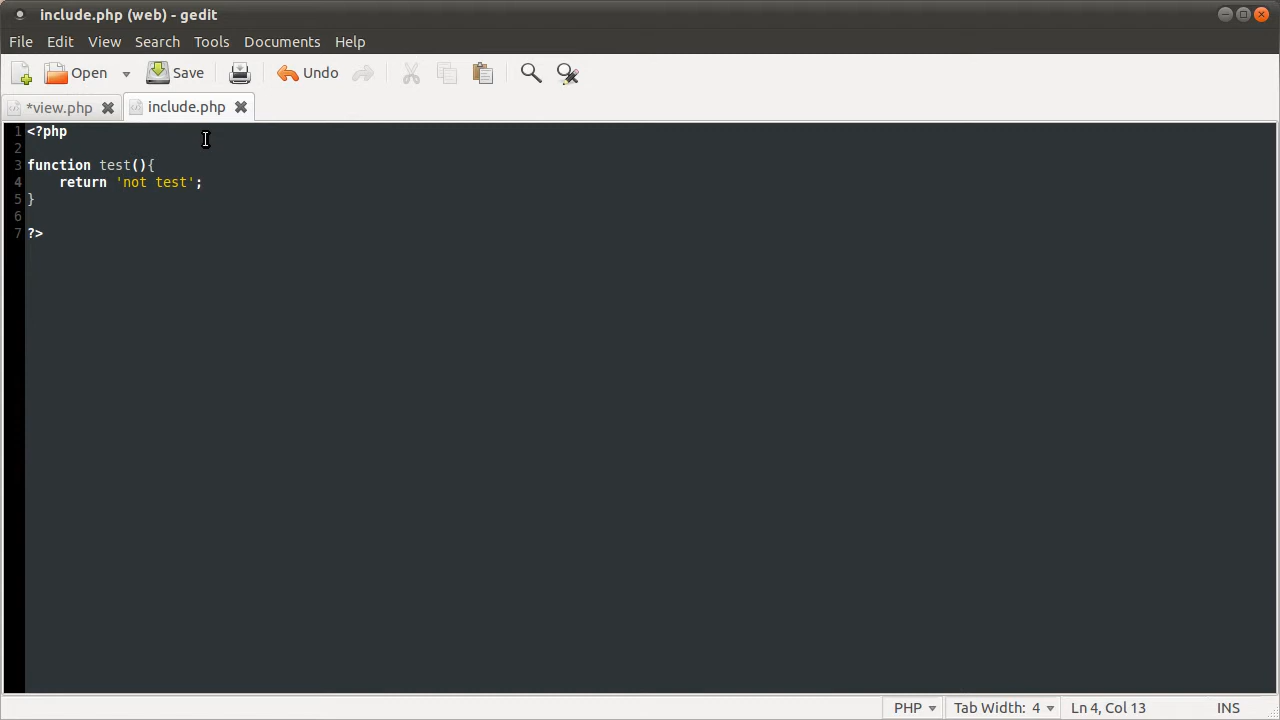 include.php (web) - gedit
File Edit View Search Tools Documents Help
Open Save Undo
*view.php include.php
1 <?php
2
3 function test(){
4     return 'not test';
5 }
6
7 ?>
PHP Tab Width: 4 Ln 4, Col 13 INS